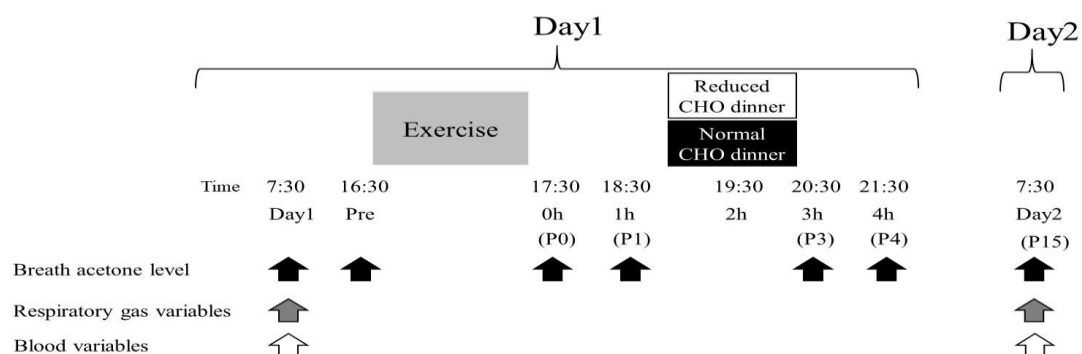 Day1
Day2
Reduced
CHO dinner
Exercise
Normal
CHO dinner
Time 7:30 16:30 17:30 18:30 19:30 20:30 21:30 7:30
Day1 Pre 0h 1h 2h 3h 4h Day2
(P0) (P1) (P3) (P4) (P15)
Breath acetone level
Respiratory gas variables
Blood variables